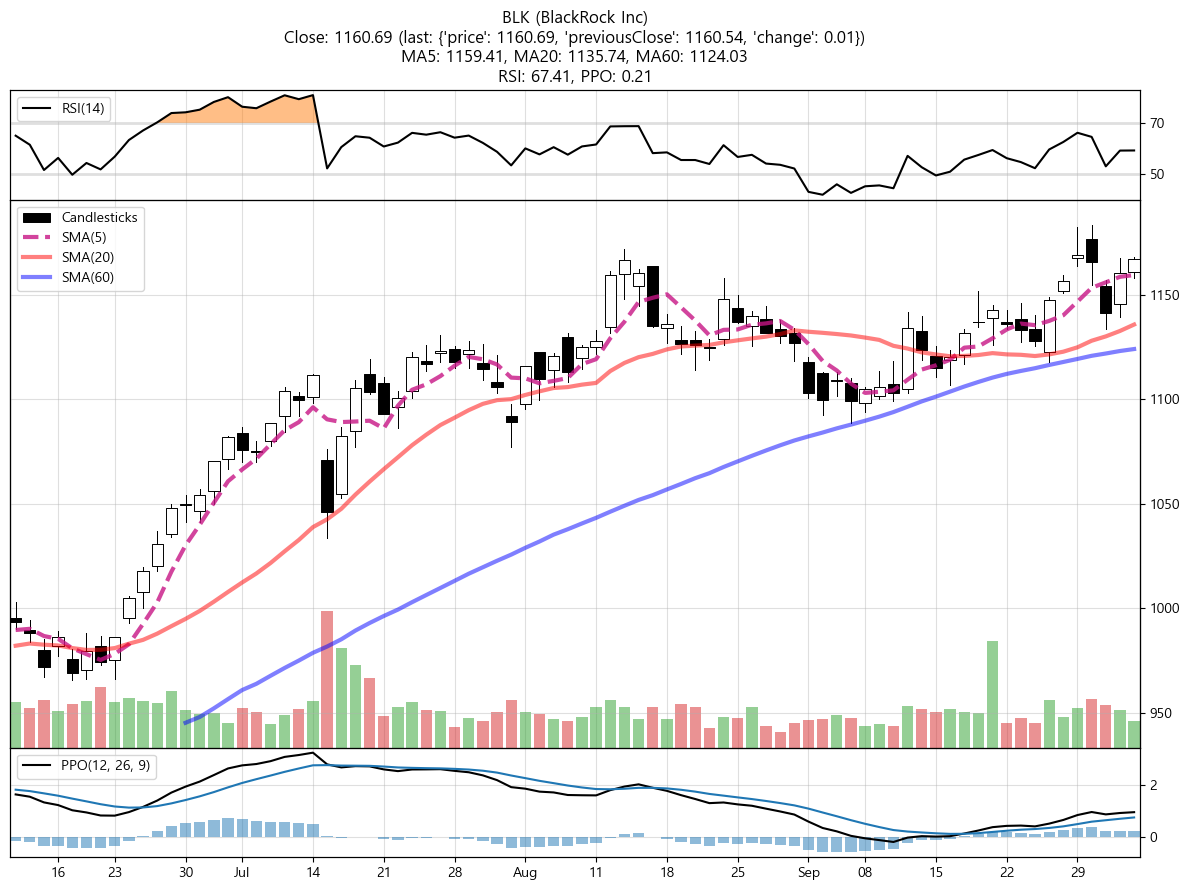 BLK (BlackRock Inc)
Close: 1160.69 (last: {'price': 1160.69, 'previousClose': 1160.54, 'change': 0.01})
MA5: 1159.41, MA20: 1135.74, MA60: 1124.03
RSI: 67.41, PPO: 0.21
RSI(14)
70
50
Candlesticks
SMA(5)
SMA(20)
SMA(60)
1150
1100
1050
1000
950
PPO(12, 26, 9)
2
0
16 23 30 Jul 14 21 28 Aug 11 18 25 Sep 08 15 22 29